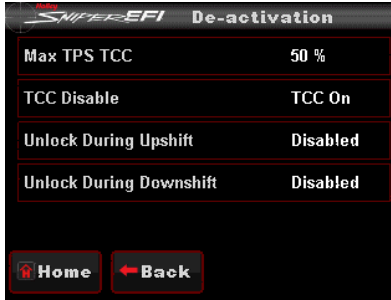 Holley
SNIPER EFI De-activation
Max TPS TCC 50 %
TCC Disable TCC On
Unlock During Upshift Disabled
Unlock During Downshift Disabled
Home Back